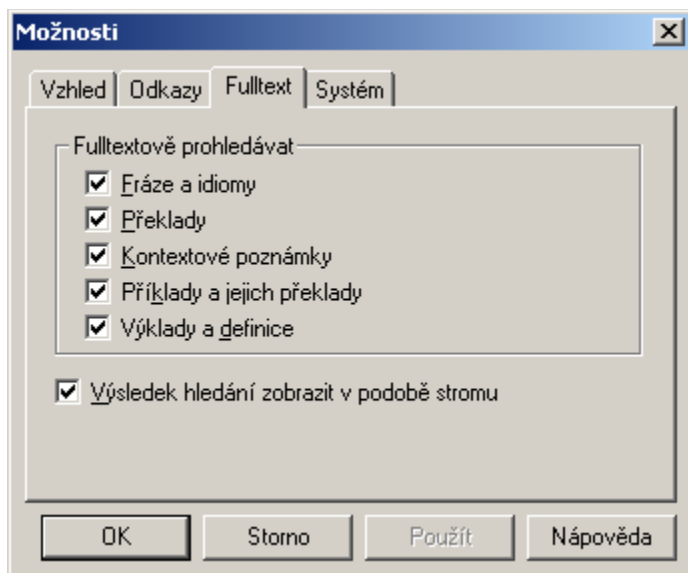 Možnosti
Vzhled Odkazy Fulltext Systém
Fulltextově prohledávat
Fráze a idiomy
Překlady
Kontextové poznámky
Příklady a jejich překlady
Výklady a definice
Výsledek hledání zobrazit v podobě stromu
OK Storno Použít Nápověda